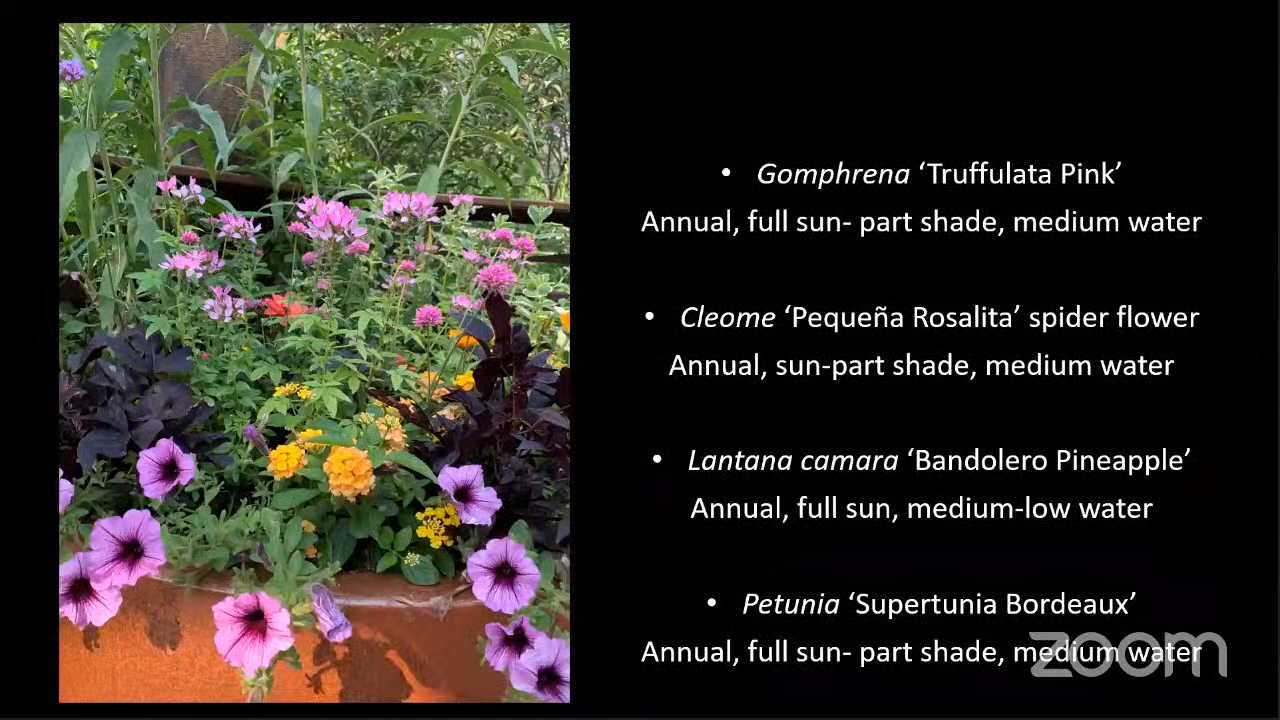 • Gomphrena ‘Truffulata Pink’
Annual, full sun- part shade, medium water
• Cleome ‘Pequeña Rosalita’ spider flower
Annual, sun-part shade, medium water
• Lantana camara ‘Bandolero Pineapple’
Annual, full sun, medium-low water
• Petunia ‘Supertunia Bordeaux’
Annual, full sun- part shade, medium water
zoom